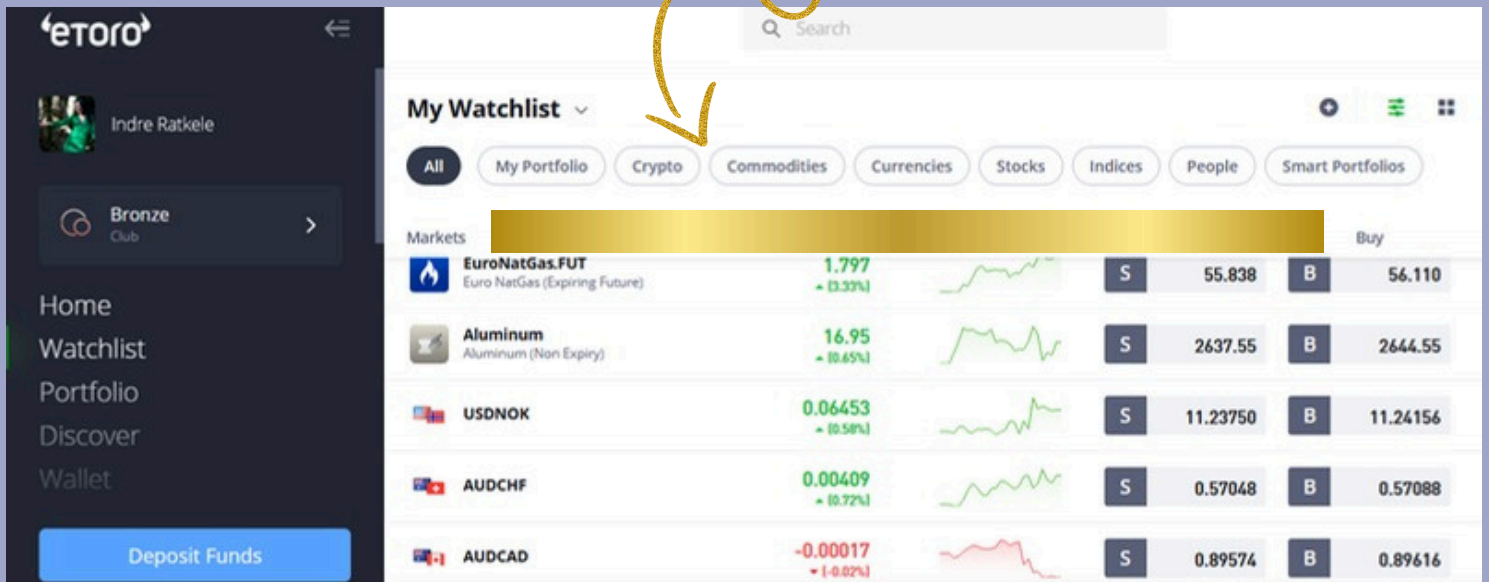 eToro
Search
Indre Ratkele
My Watchlist
All My Portfolio Crypto Commodities Currencies Stocks Indices People Smart Portfolios
Bronze
Club
Markets Buy
EuroNatGas.FUT 1.797 S 55.838 B 56.110
Euro NatGas (Expiring Future) (3.33%)
Home
Aluminum 16.95 S 2637.55 B 2644.55
Aluminum (Non Expiry) (0.65%)
Watchlist
Portfolio
USDNOK 0.06453 S 11.23750 B 11.24156
(0.58%)
Discover
Wallet
AUDCHF 0.00409 S 0.57048 B 0.57088
(0.72%)
Deposit Funds
AUDCAD -0.00017 S 0.89574 B 0.89616
(-0.02%)